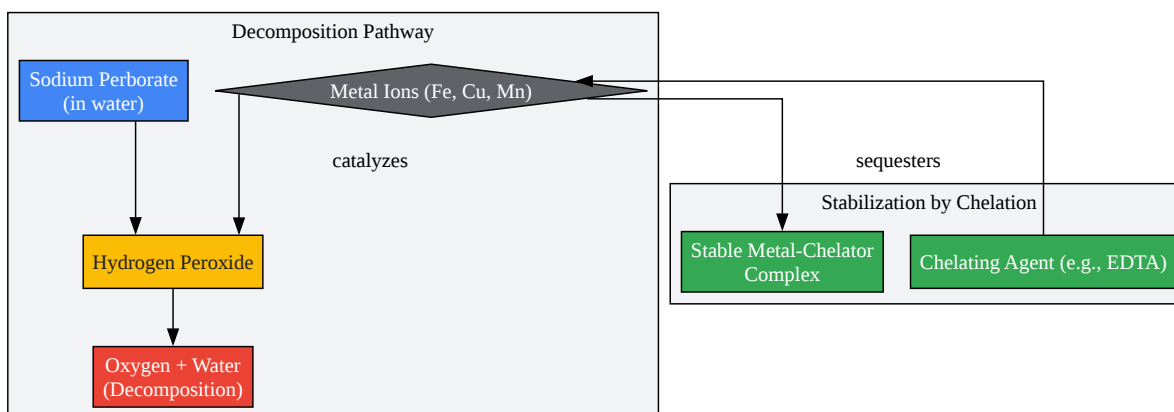 Decomposition Pathway
Sodium Perborate
(in water)
Metal Ions (Fe, Cu, Mn)
catalyzes
sequesters
Stabilization by Chelation
Hydrogen Peroxide
Stable Metal-Chelator
Complex
Chelating Agent (e.g., EDTA)
Oxygen + Water
(Decomposition)